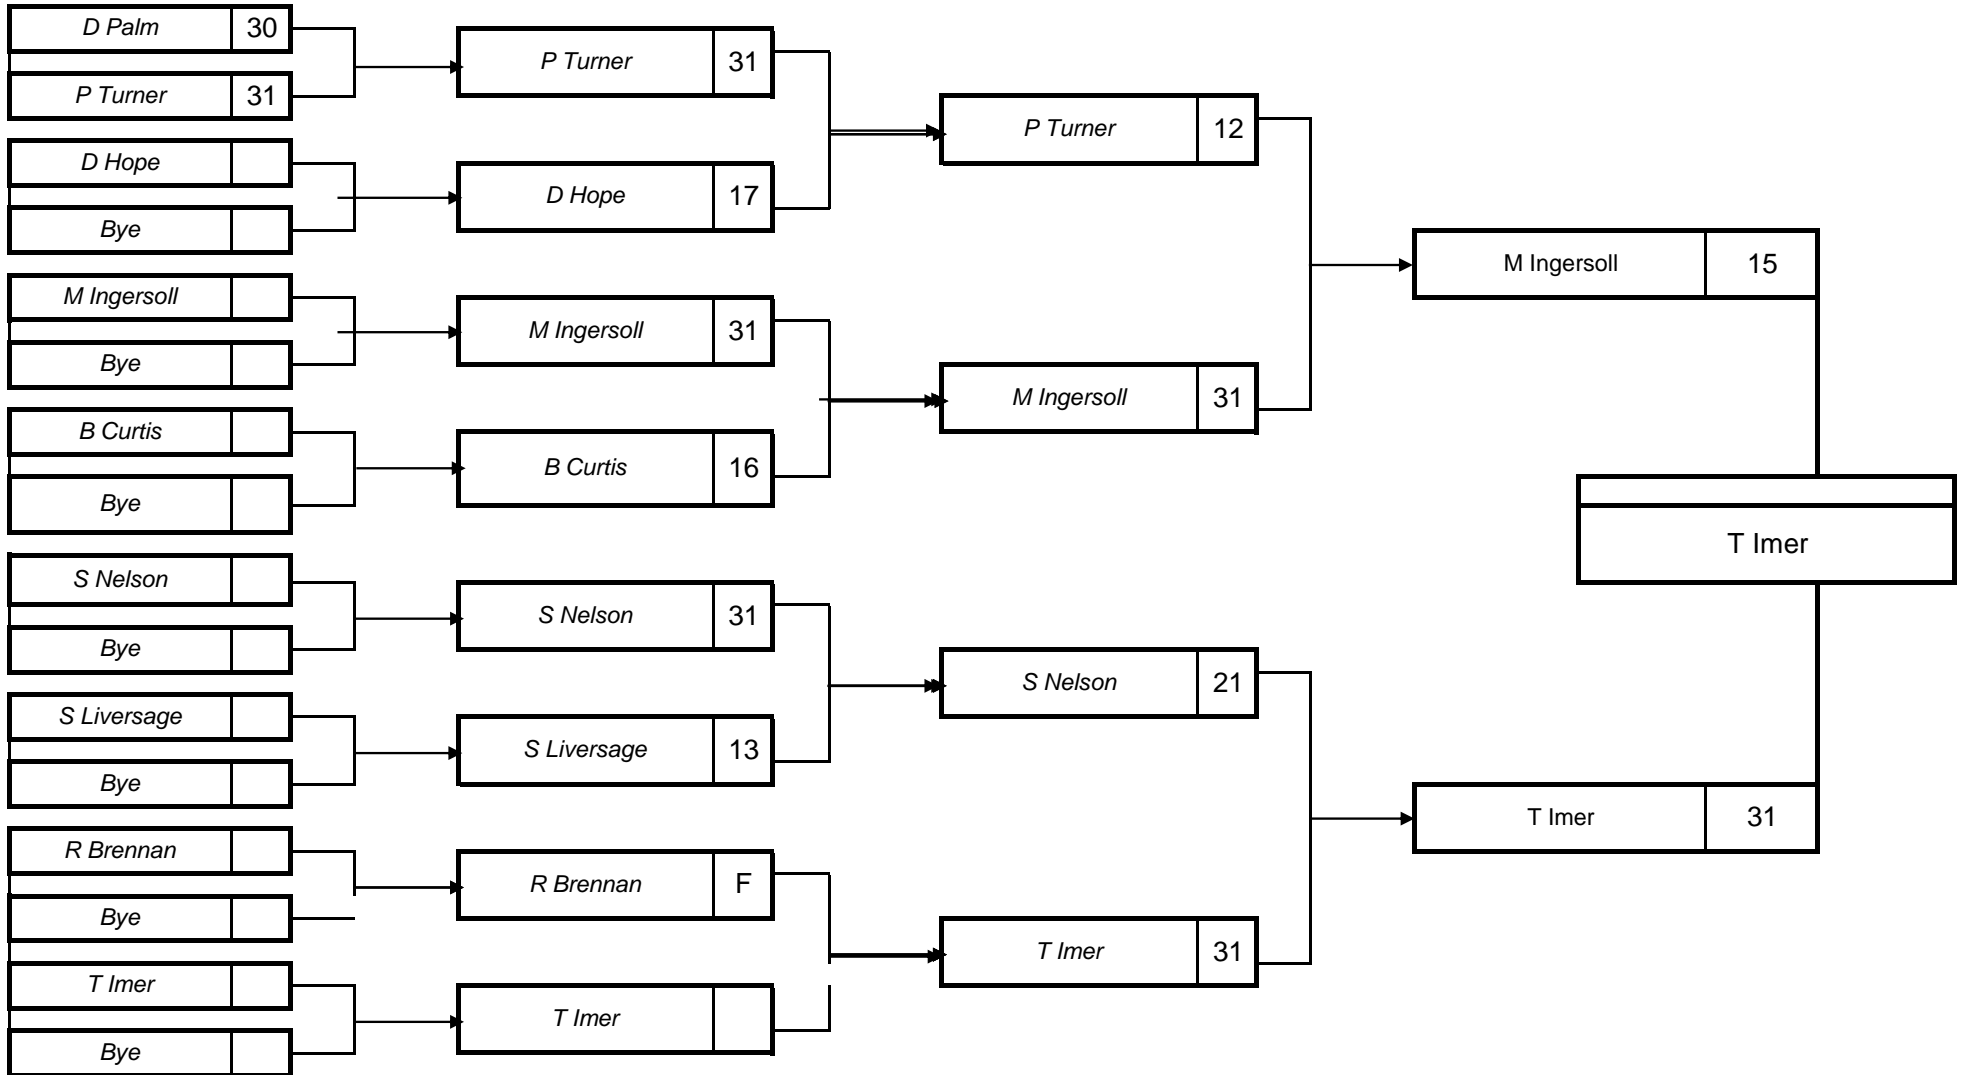 D Palm 30
P Turner 31
D Hope
Bye
M Ingersoll
Bye
B Curtis
Bye
S Nelson
Bye
S Liversage
Bye
R Brennan
Bye
T Imer
Bye
P Turner 31
D Hope 17
M Ingersoll 31
B Curtis 16
S Nelson 31
S Liversage 13
R Brennan F
T Imer
P Turner 12
M Ingersoll 31
S Nelson 21
T Imer 31
M Ingersoll 15
T Imer 31
T Imer